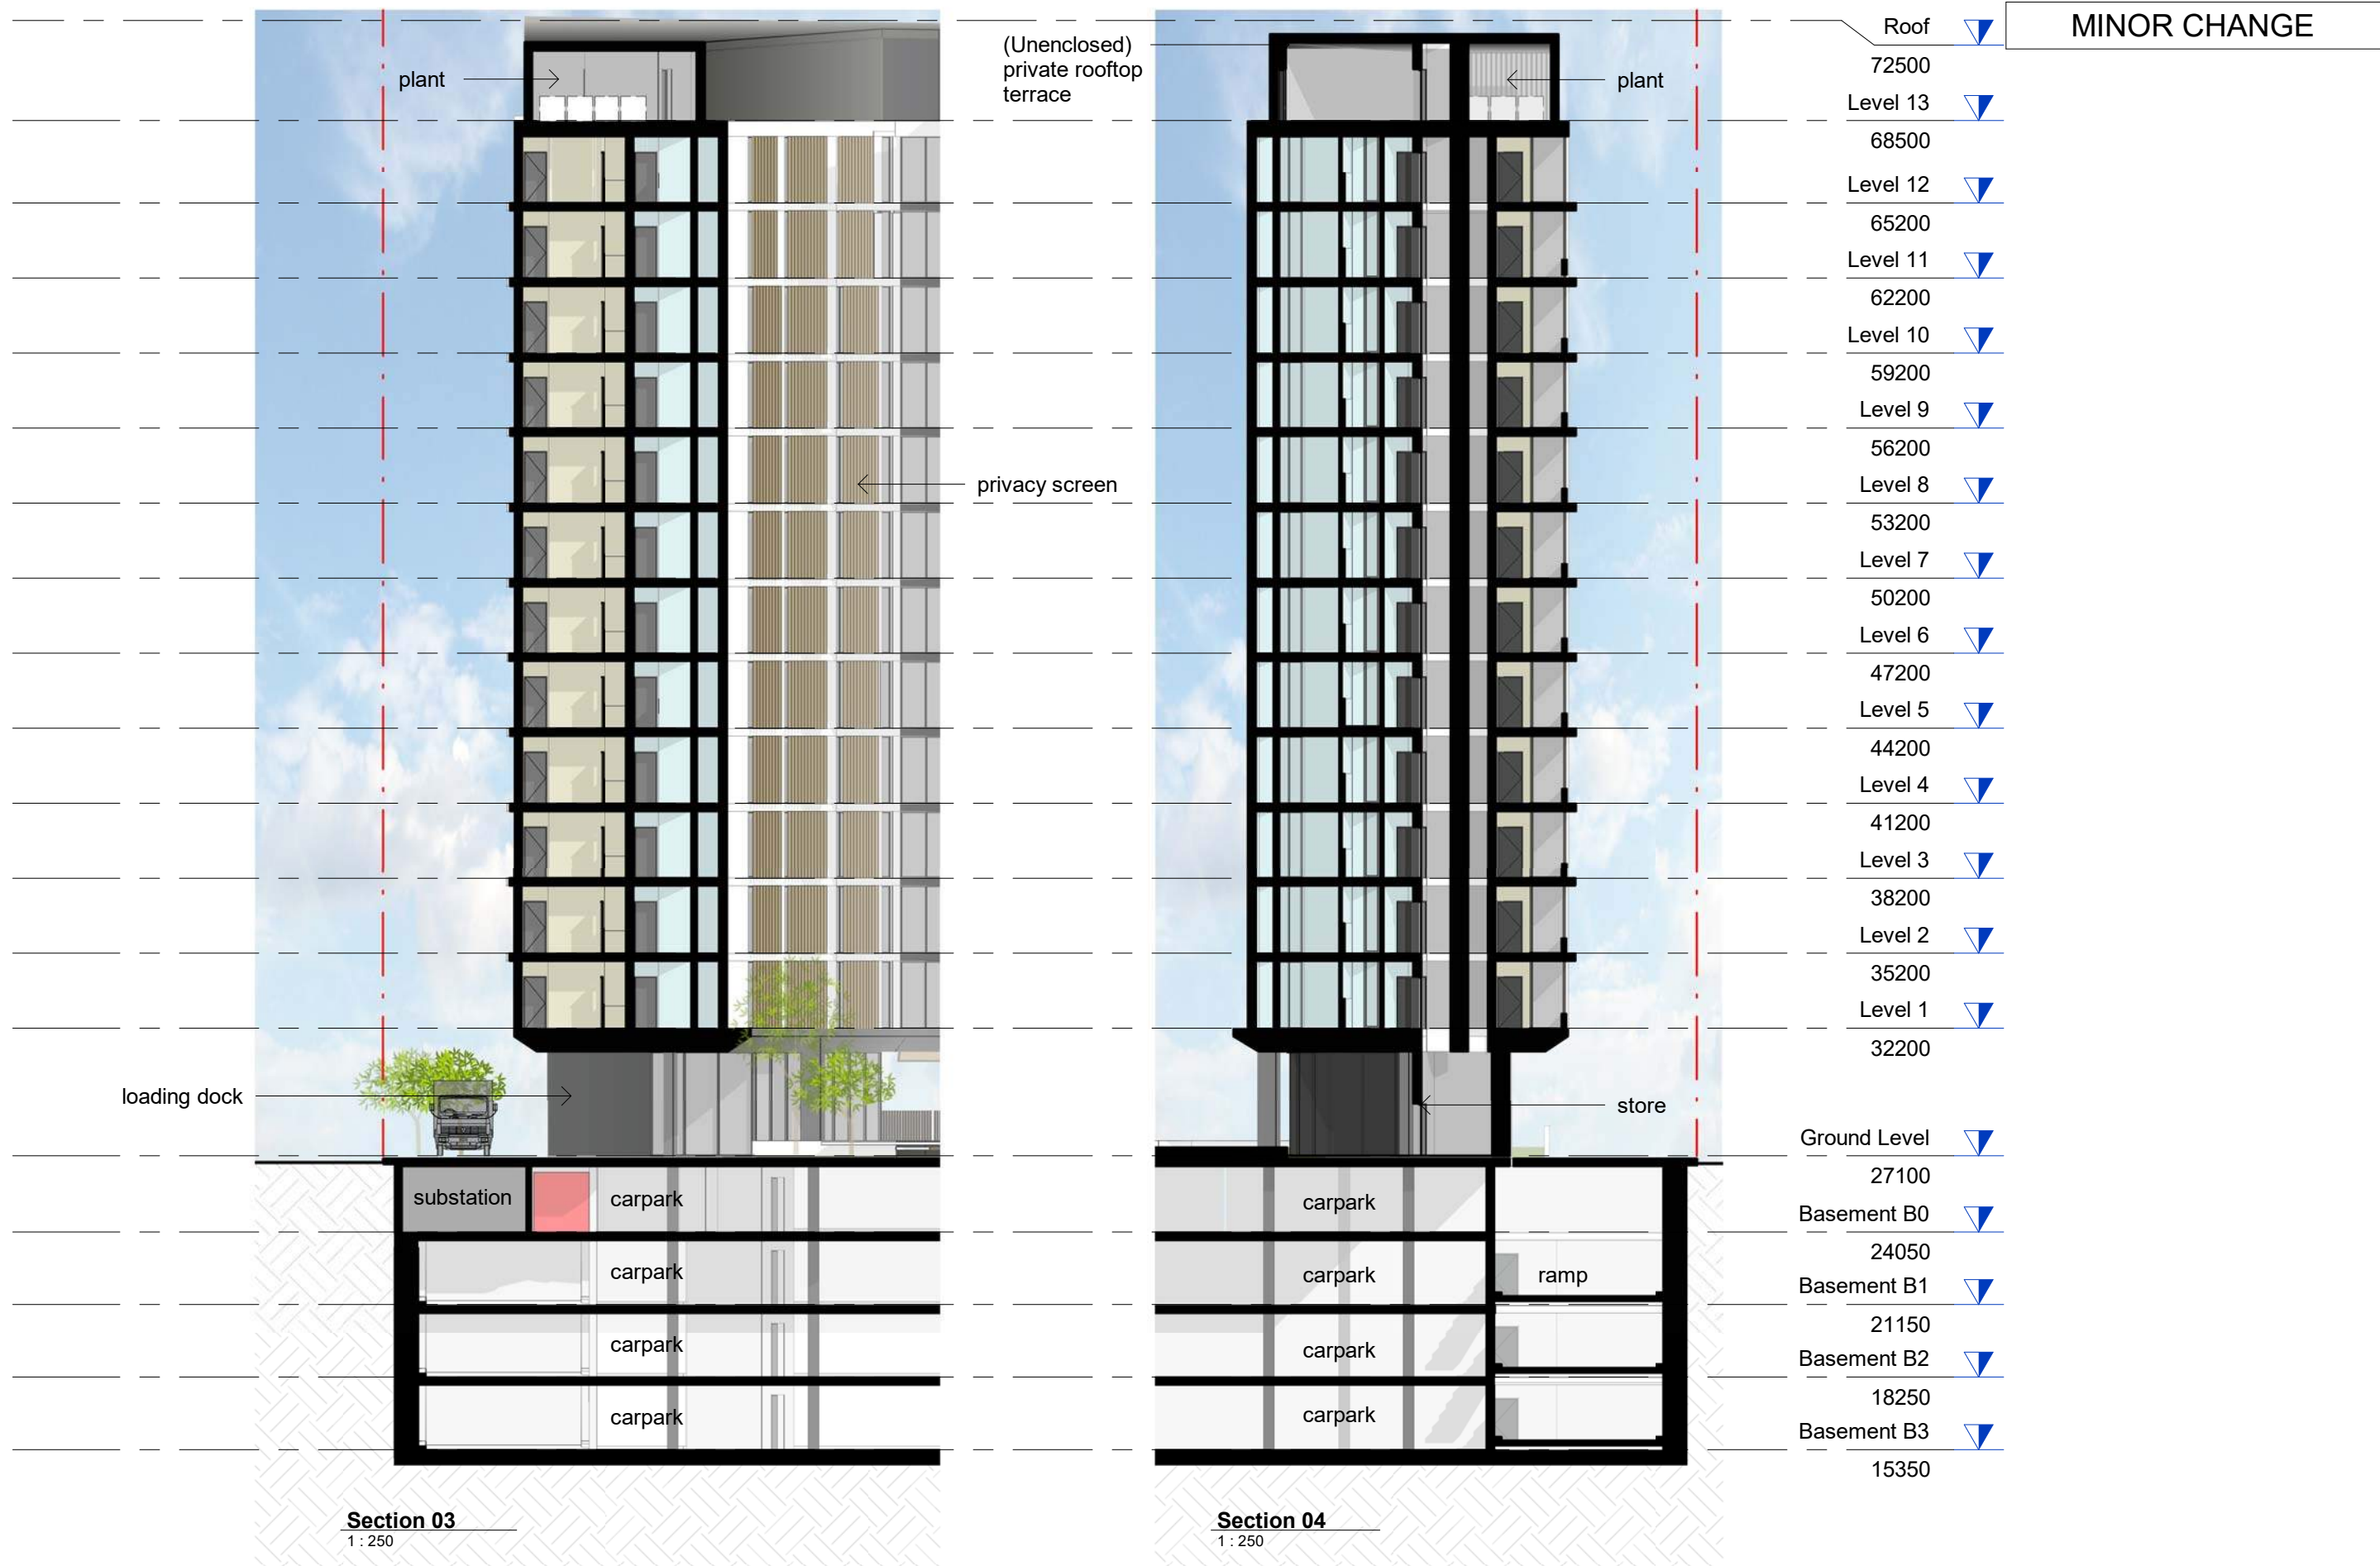 MINOR CHANGE
plant
(Unenclosed)
private rooftop
terrace
plant
privacy screen
loading dock
store
substation
carpark
carpark
carpark
carpark
carpark
carpark
ramp
carpark
carpark
Roof
72500
Level 13
68500
Level 12
65200
Level 11
62200
Level 10
59200
Level 9
56200
Level 8
53200
Level 7
50200
Level 6
47200
Level 5
44200
Level 4
41200
Level 3
38200
Level 2
35200
Level 1
32200
Ground Level
27100
Basement B0
24050
Basement B1
21150
Basement B2
18250
Basement B3
15350
Section 03
1 : 250
Section 04
1 : 250